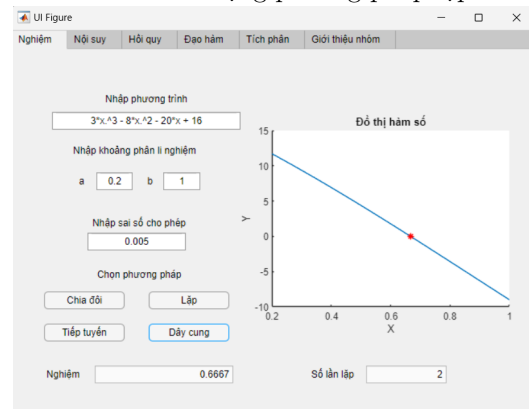 UI Figure
Nghiệm Nội suy Hồi quy Đạo hàm Tích phân Giới thiệu nhóm
Nhập phương trình
3*x.^3 - 8*x.^2 - 20*x + 16
Nhập khoảng phân li nghiệm
a 0.2 b 1
Nhập sai số cho phép
0.005
Chọn phương pháp
Chia đôi Lặp
Tiếp tuyến Dây cung
Đồ thị hàm số
15
10
5
0
-5
-10
Y
0.2 0.4 0.6 0.8 1
X
Nghiệm 0.6667 Số lần lặp 2